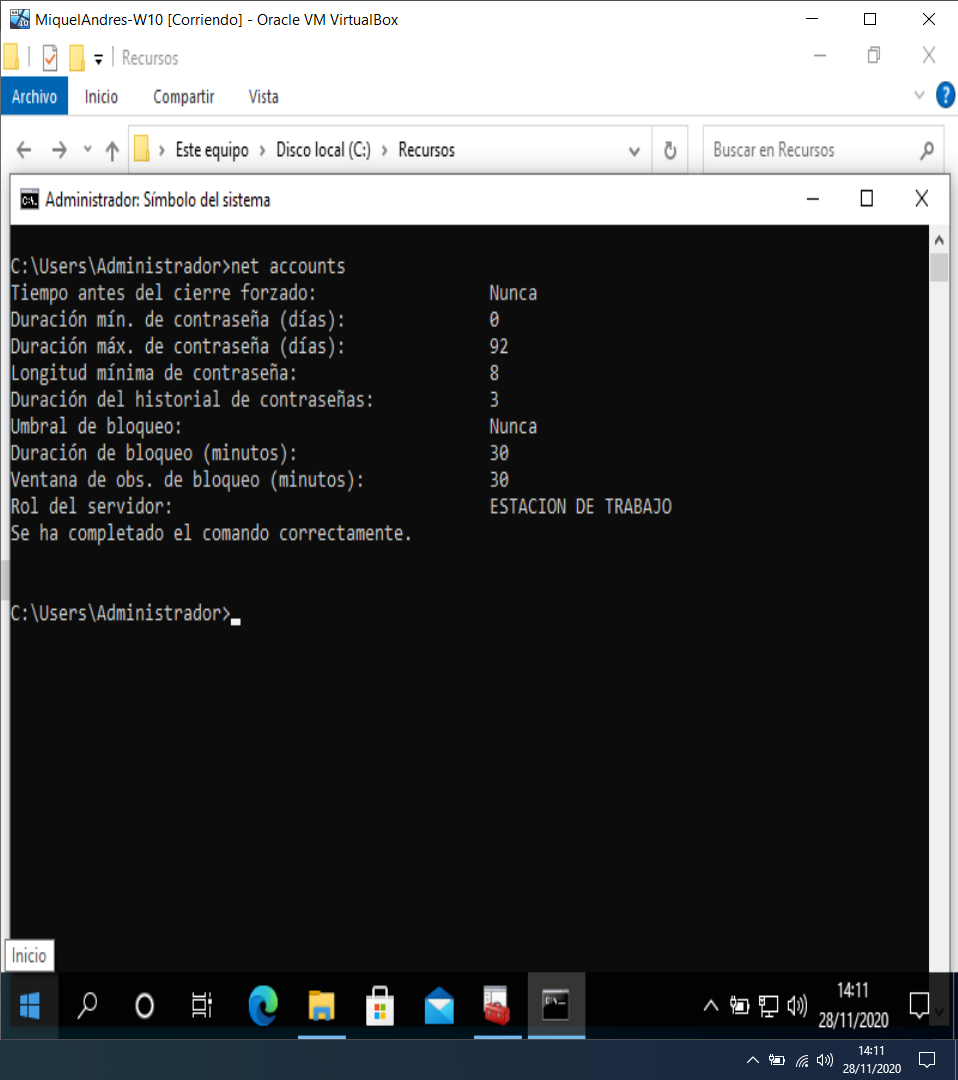 MiquelAndres-W10 [Corriendo] - Oracle VM VirtualBox
Recursos
Archivo Inicio Compartir Vista
Este equipo > Disco local (C:) > Recursos
Buscar en Recursos
Administrador: Símbolo del sistema
C:\Users\Administrador>net accounts
Tiempo antes del cierre forzado: Nunca
Duración mín. de contraseña (días): 0
Duración máx. de contraseña (días): 92
Longitud mínima de contraseña: 8
Duración del historial de contraseñas: 3
Umbral de bloqueo: Nunca
Duración de bloqueo (minutos): 30
Ventana de obs. de bloqueo (minutos): 30
Rol del servidor: ESTACION DE TRABAJO
Se ha completado el comando correctamente.
C:\Users\Administrador>
Inicio
14:11
28/11/2020
14:11
28/11/2020